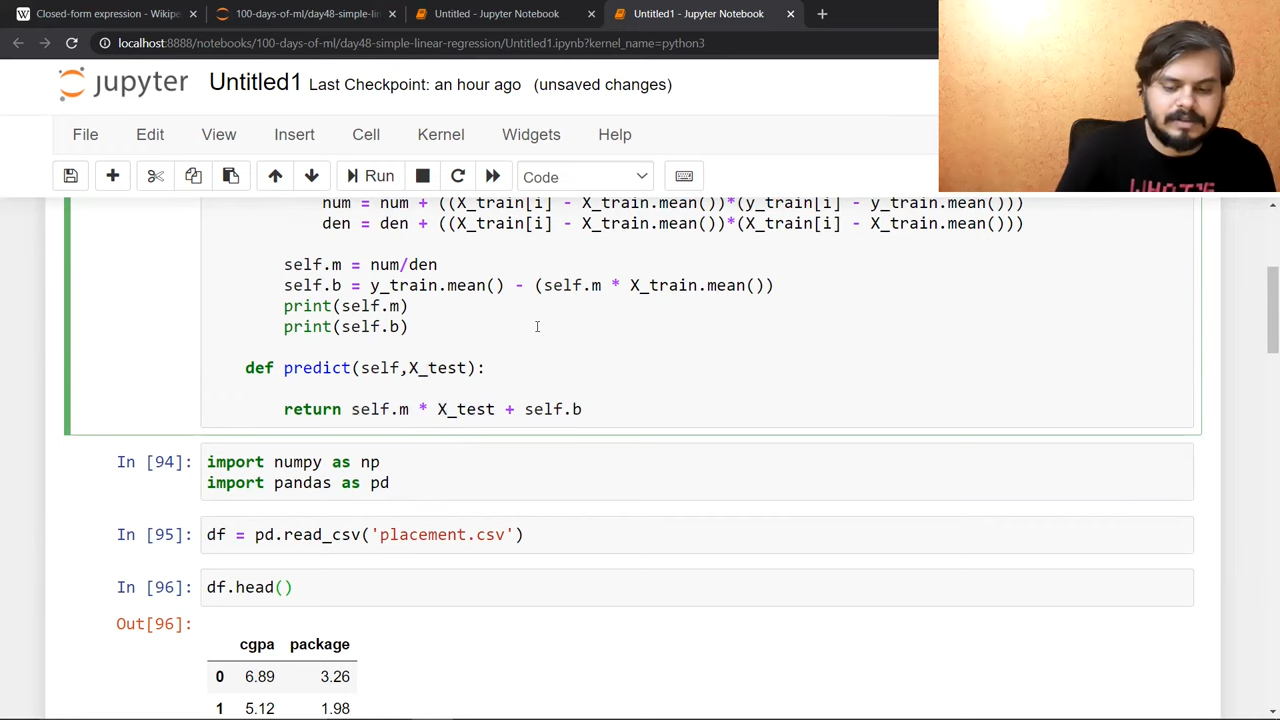 Closed-form expression - Wikipe
100-days-of-ml/day48-simple-lin
Untitled - Jupyter Notebook
Untitled1 - Jupyter Notebook
localhost:8888/notebooks/100-days-of-ml/day48-simple-linear-regression/Untitled1.ipynb?kernel_name=python3
jupyter Untitled1 Last Checkpoint: an hour ago (unsaved changes)
File Edit View Insert Cell Kernel Widgets Help
Run Code
num = num + ((X_train[i] - X_train.mean())*(y_train[i] - y_train.mean()))
den = den + ((X_train[i] - X_train.mean())*(X_train[i] - X_train.mean()))
self.m = num/den
self.b = y_train.mean() - (self.m * X_train.mean())
print(self.m)
print(self.b)
def predict(self,X_test):
return self.m * X_test + self.b
In [94]: import numpy as np
import pandas as pd
In [95]: df = pd.read_csv('placement.csv')
In [96]: df.head()
Out[96]:
cgpa package
0 6.89 3.26
1 5.12 1.98